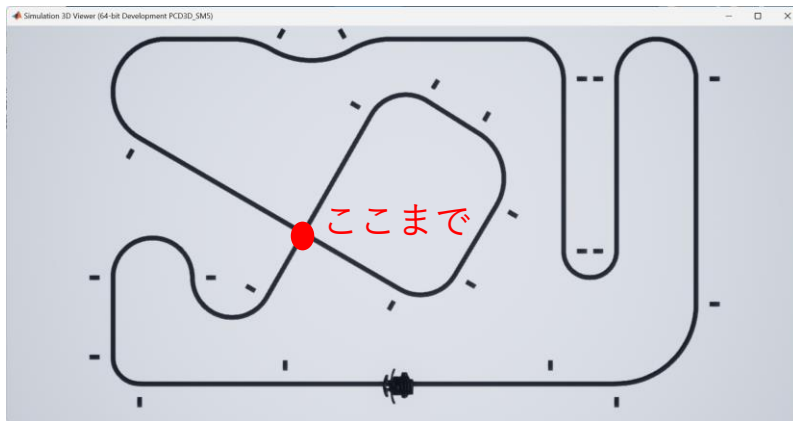 Simulation 3D Viewer (64-bit Development PCD3D_SM5)
ここまで